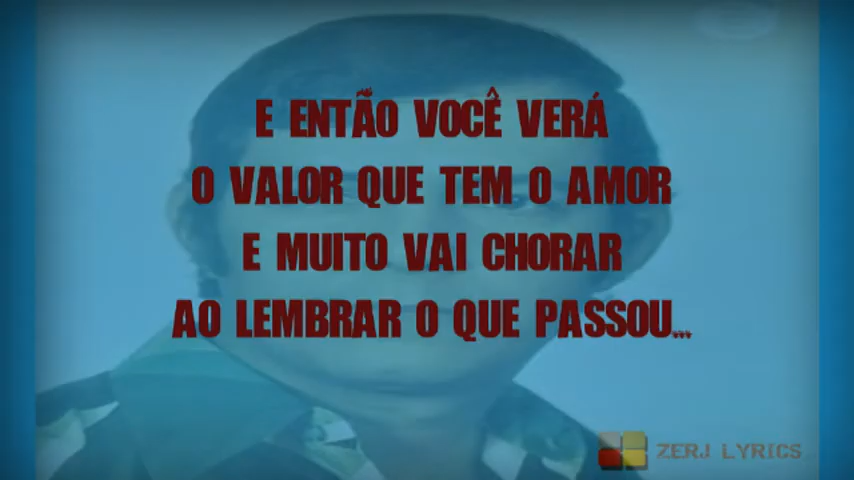 E ENTÃO VOCÊ VERÁ
O VALOR QUE TEM O AMOR
E MUITO VAI CHORAR
AO LEMBRAR O QUE PASSOU...
ZERJ LYRICS